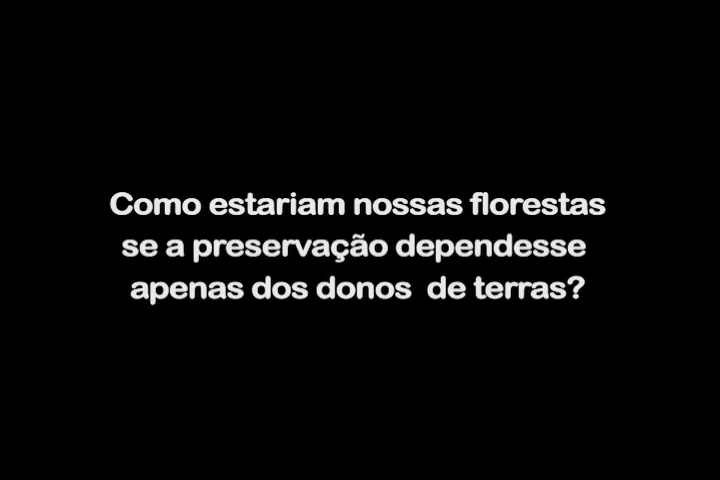 Como estariam nossas florestas
se a preservação dependesse
apenas dos donos de terras?